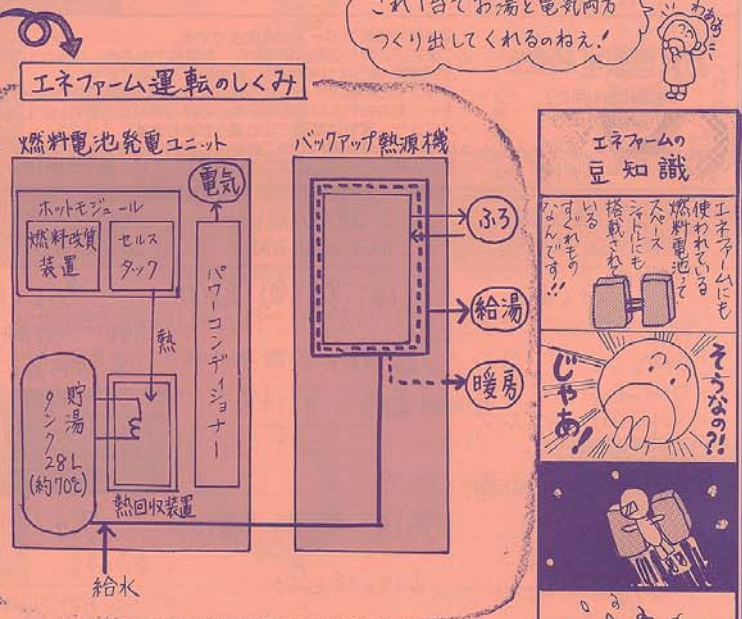 これ1台でお湯と電気両方
つくり出してくれるのねえ!
わぁぁ
エネファーム運転のしくみ
燃料電池発電ユニット
バックアップ熱源機
電気
ホットモジュール
燃料改質
装置
セルス
タック
熱
パワーコンディショナー
貯湯
タンク
28L
(約70℃)
熱回収装置
給水
ふろ
給湯
暖房
エネファームの
豆知識
エネファームにも
使われている
燃料電池って
スペース
シャトルにも
搭載されて
いる
すぐれもの
なんです!!
そうなの?!
じゃあ!